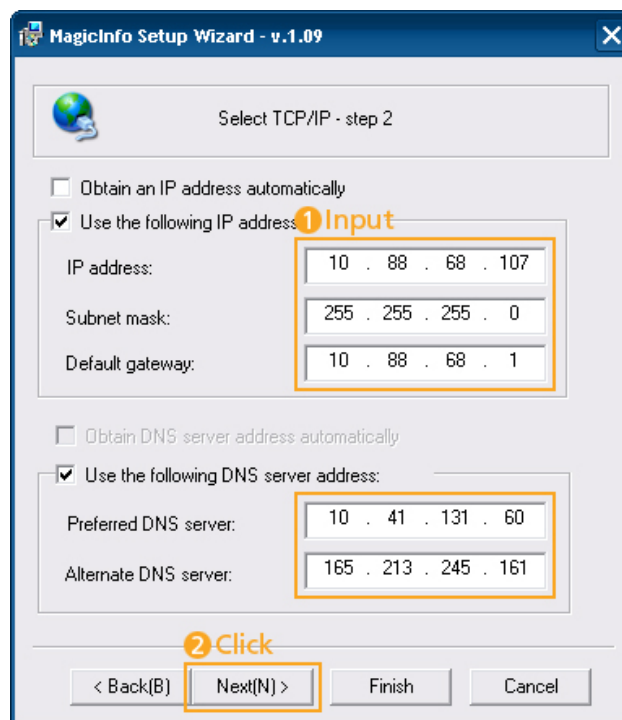 MagicInfo Setup Wizard - v.1.09
Select TCP/IP - step 2
Obtain an IP address automatically
Use the following IP address
1 Input
IP address: 10 . 88 . 68 . 107
Subnet mask: 255 . 255 . 255 . 0
Default gateway: 10 . 88 . 68 . 1
Obtain DNS server address automatically
Use the following DNS server address:
Preferred DNS server: 10 . 41 . 131 . 60
Alternate DNS server: 165 . 213 . 245 . 161
2 Click
< Back(B) Next(N) > Finish Cancel